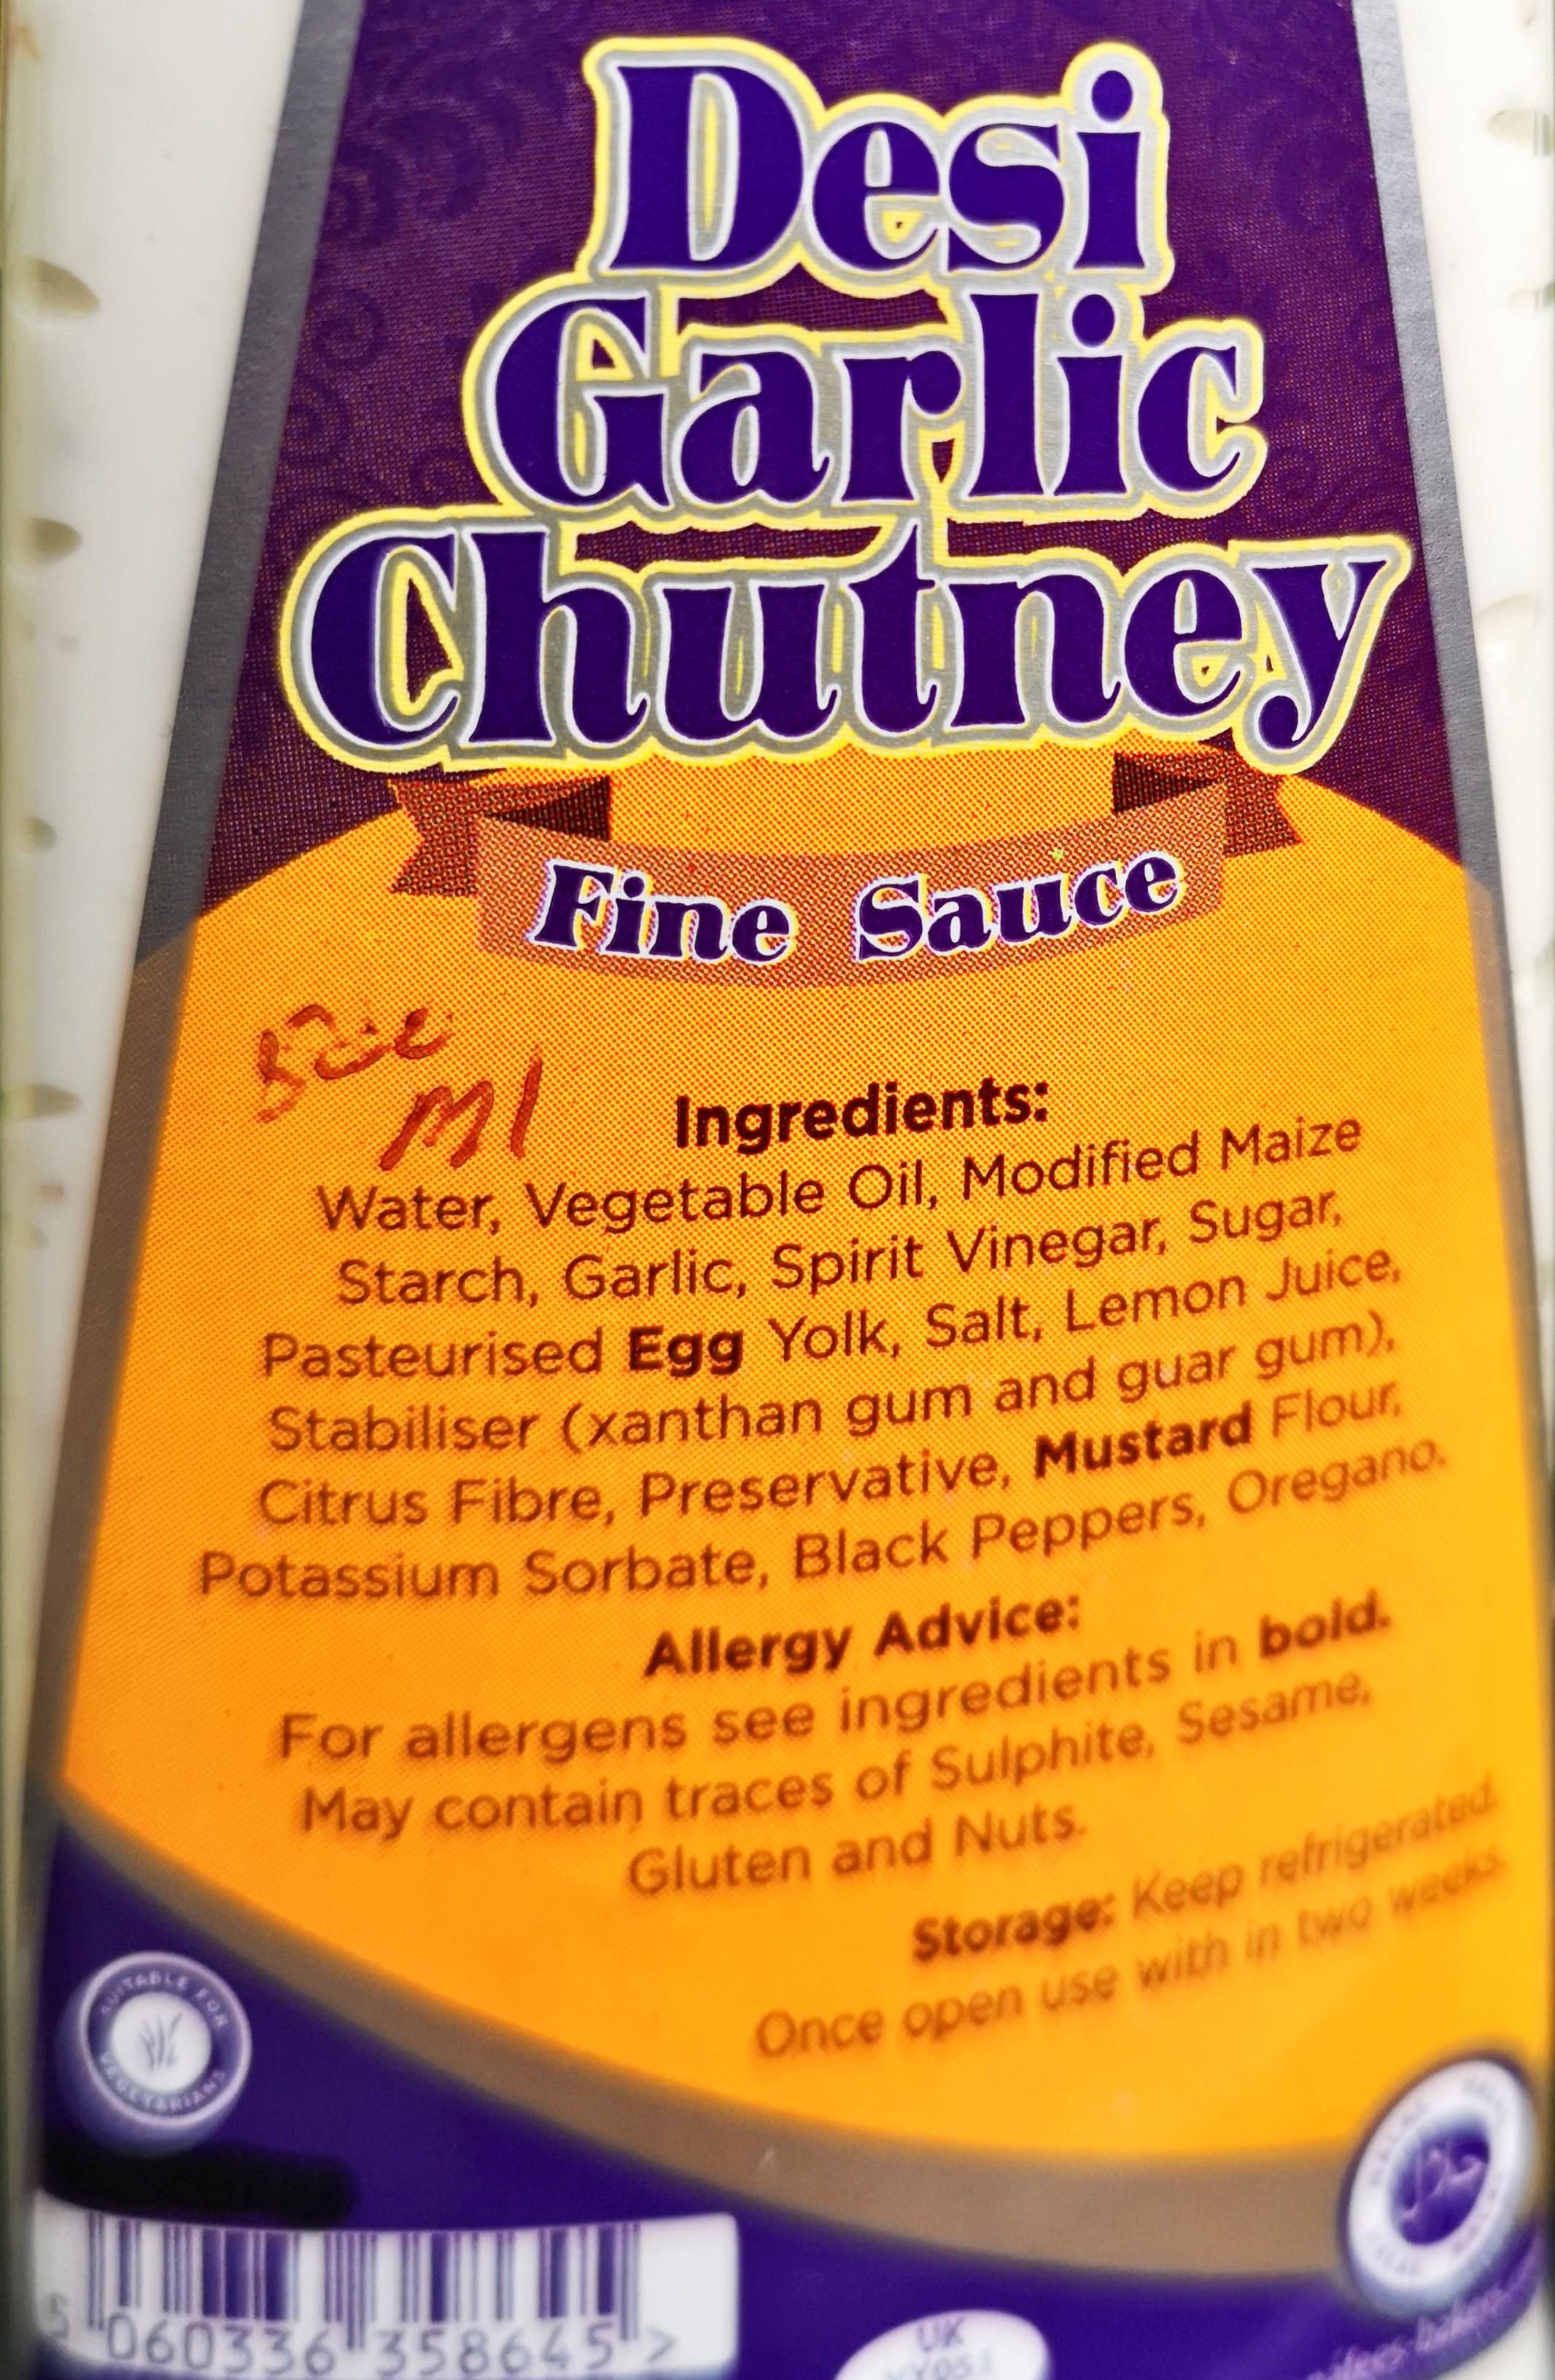 Desi
Garlic
Chutney
Fine Sauce
Ml
Ingredients:
Water, Vegetable Oil, Modified Maize
Starch, Garlic, Spirit Vinegar, Sugar,
Pasteurised Egg Yolk, Salt, Lemon Juice,
Stabiliser (xanthan gum and guar gum),
Citrus Fibre, Preservative, Mustard Flour,
Potassium Sorbate, Black Peppers, Oregano.
Allergy Advice:
For allergens see ingredients in bold.
May contain traces of Sulphite, Sesame,
Gluten and Nuts.
Storage: Keep refrigerated.
Once open use with in two weeks.
SUITABLE FOR
VEGETARIANS
حلال
5 060336 358645 >
UK